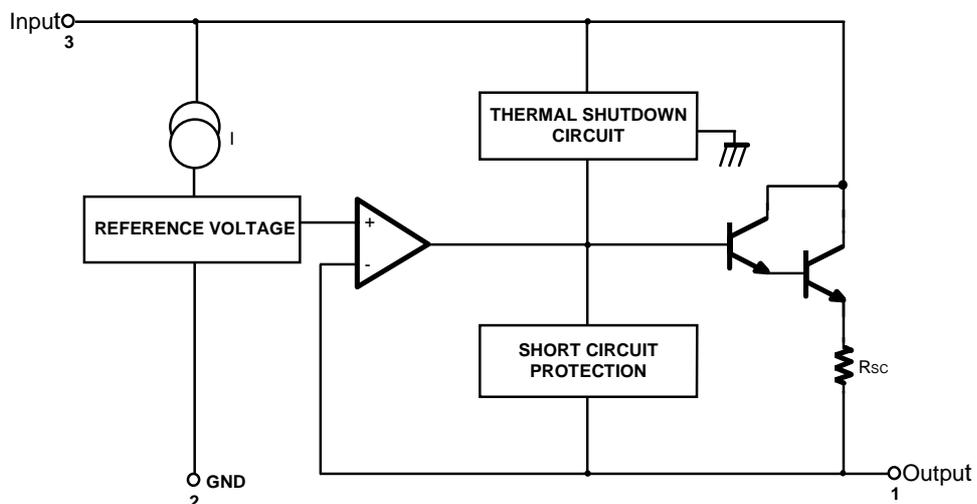 Input
3
THERMAL SHUTDOWN
CIRCUIT
I
REFERENCE VOLTAGE
+
-
SHORT CIRCUIT
PROTECTION
RSC
GND
2
Output
1